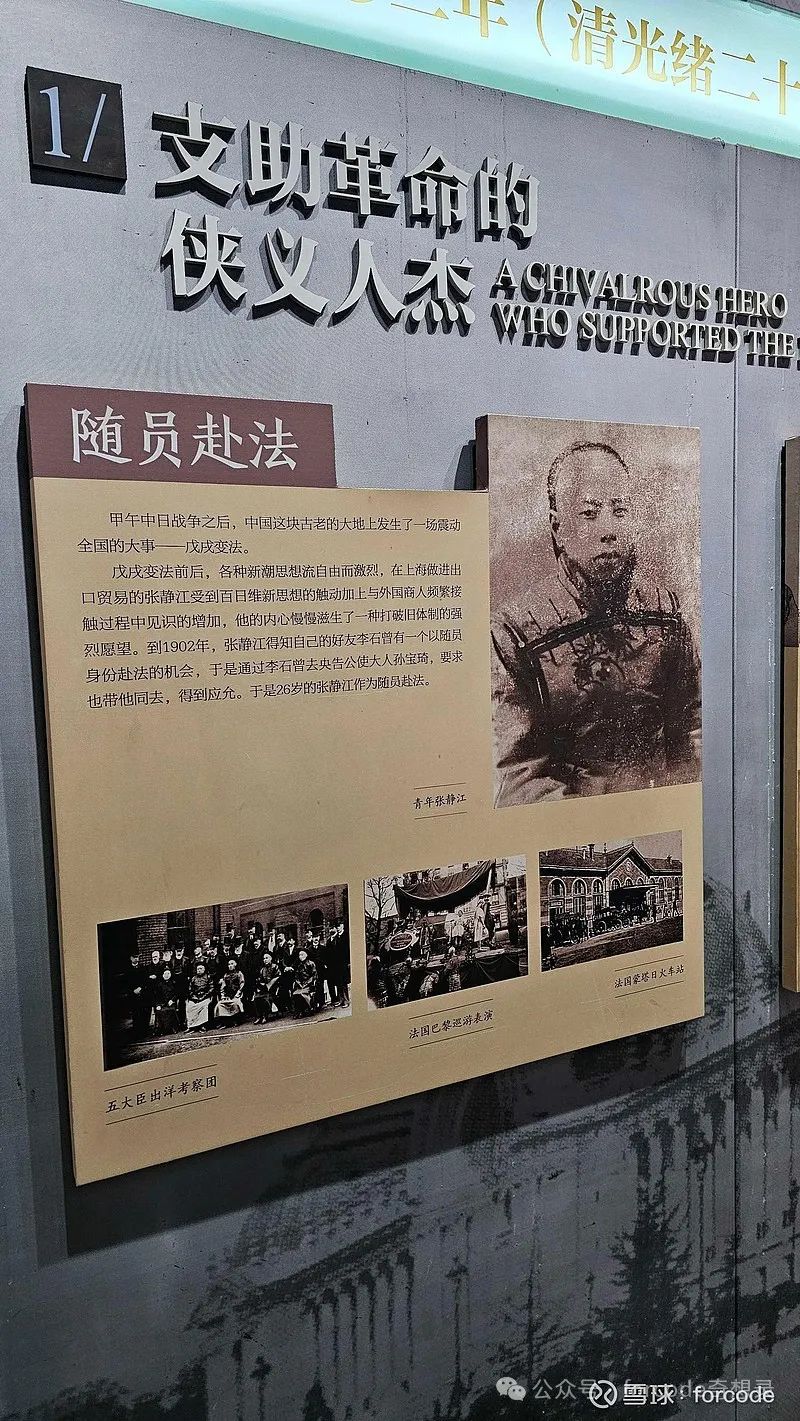 年（清光绪二十
1/
支助革命的
侠义人杰
A CHIVALROUS HERO
WHO SUPPORTED THE
随员赴法
甲午中日战争之后，中国这块古老的大地上发生了一场震动
全国的大事——戊戌变法。
戊戌变法前后，各种新潮思想流自由而激烈，在上海做进出
口贸易的张静江受到百日维新思想的触动加上与外国商人频繁接
触过程中见识的增加，他的内心慢慢滋生了一种打破旧体制的强
烈愿望。到1902年，张静江得知自己的好友李石曾有一个以随员
身份赴法的机会，于是通过李石曾去央告公使大人孙宝琦，要求
也带他同去，得到应允。于是26岁的张静江作为随员赴法。
青年张静江
五大臣出洋考察团
法国巴黎巡游表演
法国蒙塔日火车站
公众号
雪球：forcode